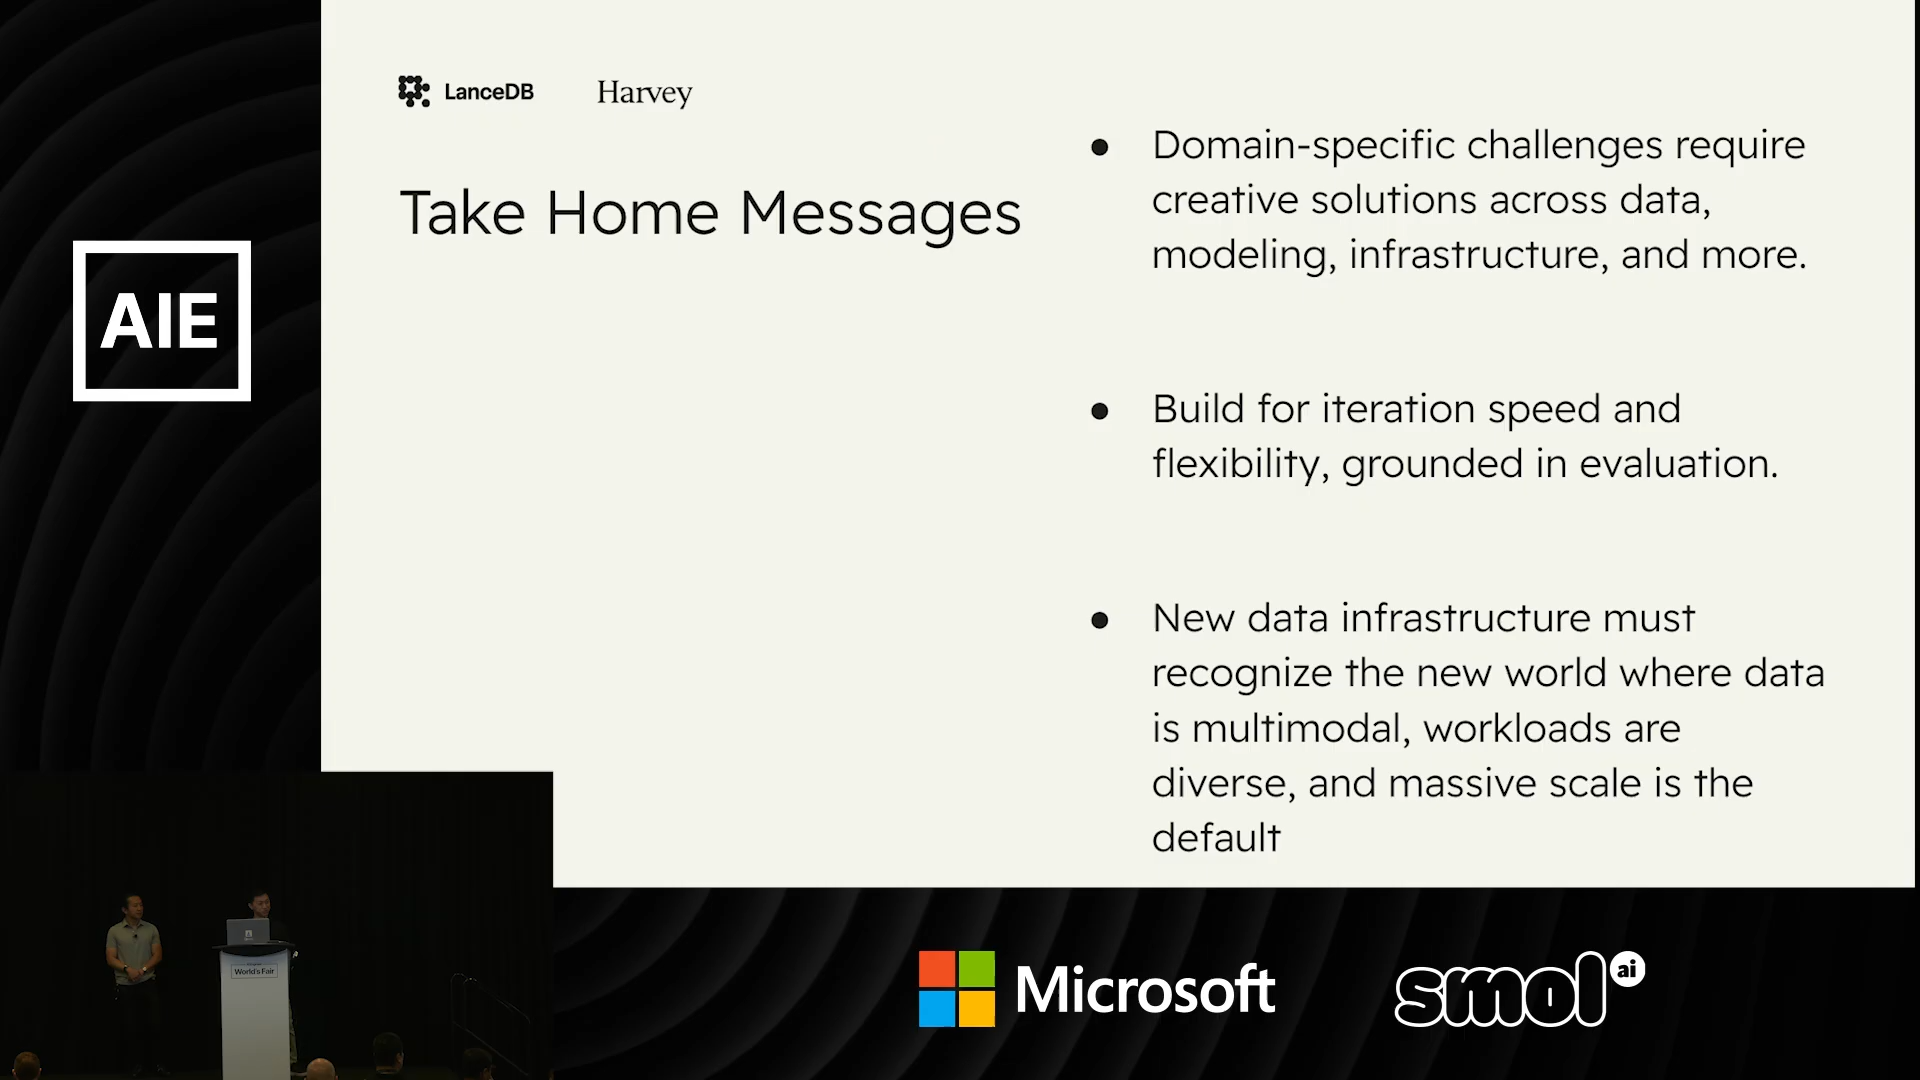 LanceDB
Harvey
Take Home Messages
● Domain-specific challenges require
creative solutions across data,
modeling, infrastructure, and more.
● Build for iteration speed and
flexibility, grounded in evaluation.
● New data infrastructure must
recognize the new world where data
is multimodal, workloads are
diverse, and massive scale is the
default
AIE
World's Fair
Microsoft
smol ai